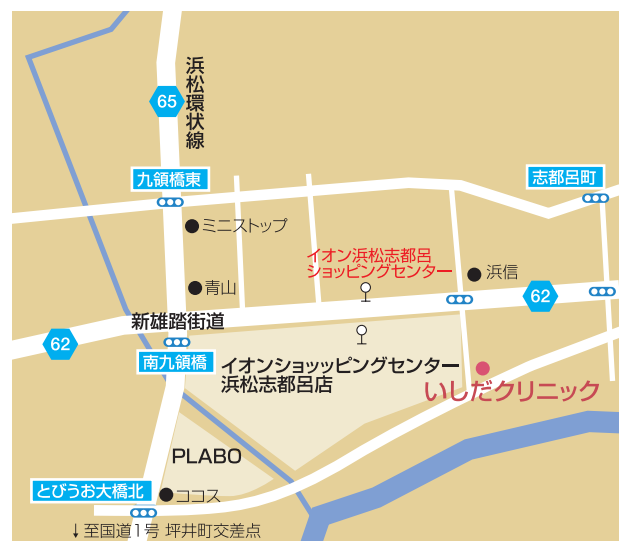 浜松環状線
65
九領橋東
志都呂町
ミニストップ
イオン浜松志都呂
ショッピングセンター
浜信
青山
62
新雄踏街道
62
南九領橋
イオンショッッピングセンター
浜松志都呂店
いしだクリニック
PLABO
とびうお大橋北
ココス
↓至国道1号 坪井町交差点